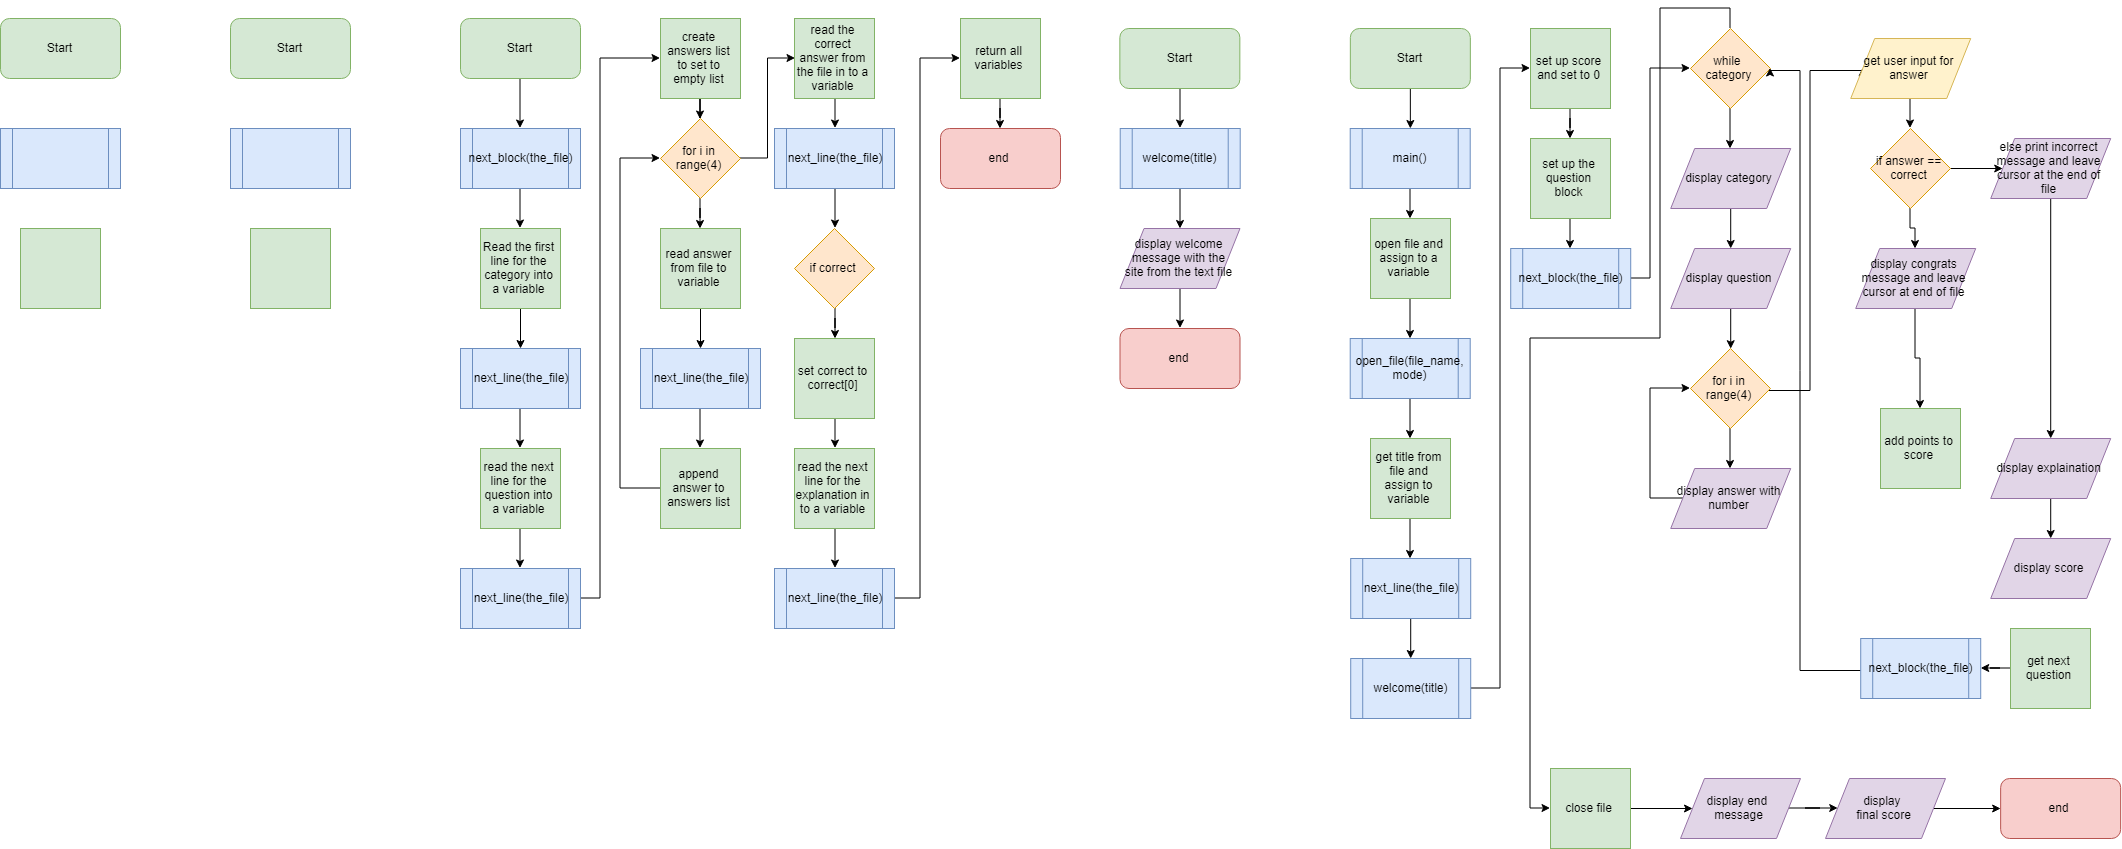 Start
Start
Start
next_block(the_file)
Read the first
line for the
category into
a variable
next_line(the_file)
read the next
line for the
question into
a variable
next_line(the_file)
create
answers list
to set to
empty list
for i in
range(4)
read answer
from file to
variable
next_line(the_file)
append
answer to
answers list
read the
correct
answer from
the file in to a
variable
next_line(the_file)
if correct
set correct to
correct[0]
read the next
line for the
explanation in
to a variable
next_line(the_file)
return all
variables
end
Start
welcome(title)
display welcome
message with the
site from the text file
end
Start
main()
open file and
assign to a
variable
open_file(file_name,
mode)
get title from
file and
assign to
variable
next_line(the_file)
welcome(title)
set up score
and set to 0
set up the
question
block
next_block(the_file)
while
category
display category
display question
for i in
range(4)
display answer with
number
get user input for
answer
if answer ==
correct
else print incorrect
message and leave
cursor at the end of
file
display congrats
message and leave
cursor at end of file
add points to
score
display explaination
display score
get next
question
next_block(the_file)
close file
display end
message
display
final score
end